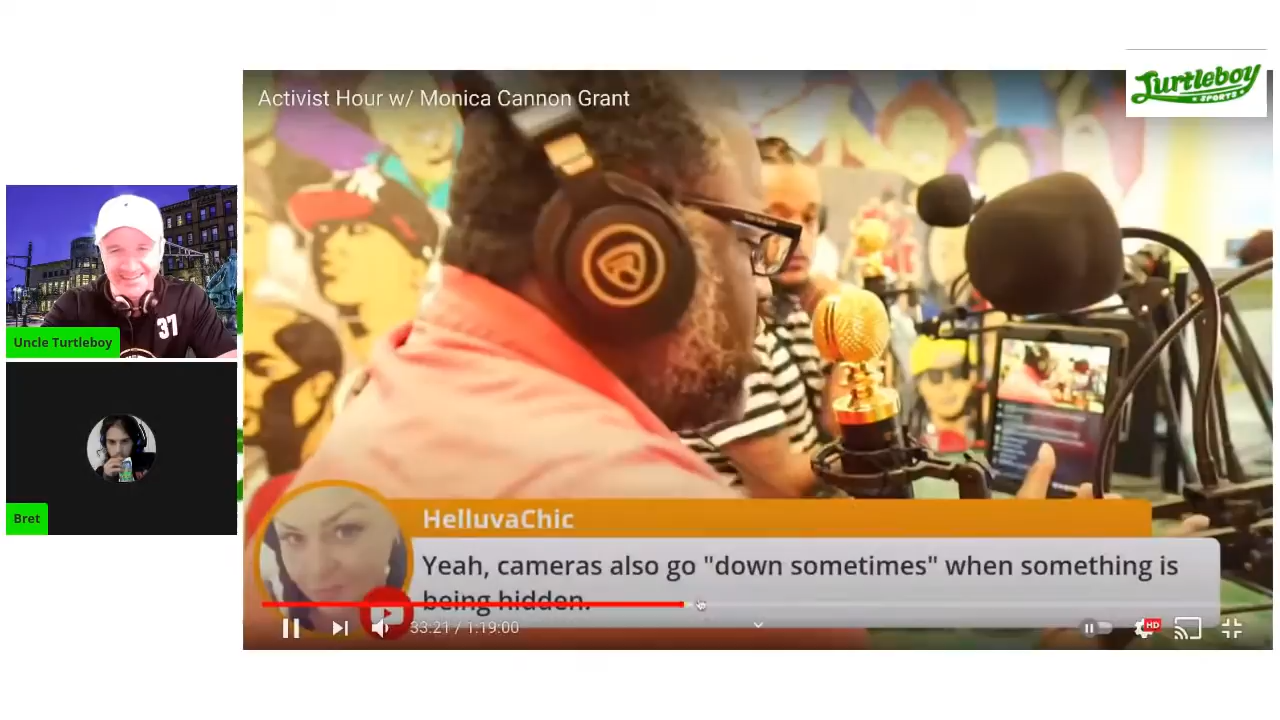 Activist Hour w/ Monica Cannon Grant
Turtleboy
SPORTS
37
Uncle Turtleboy
Bret
HelluvaChic
Yeah, cameras also go "down sometimes" when something is
being hidden.
33:21 / 1:19:00
HD